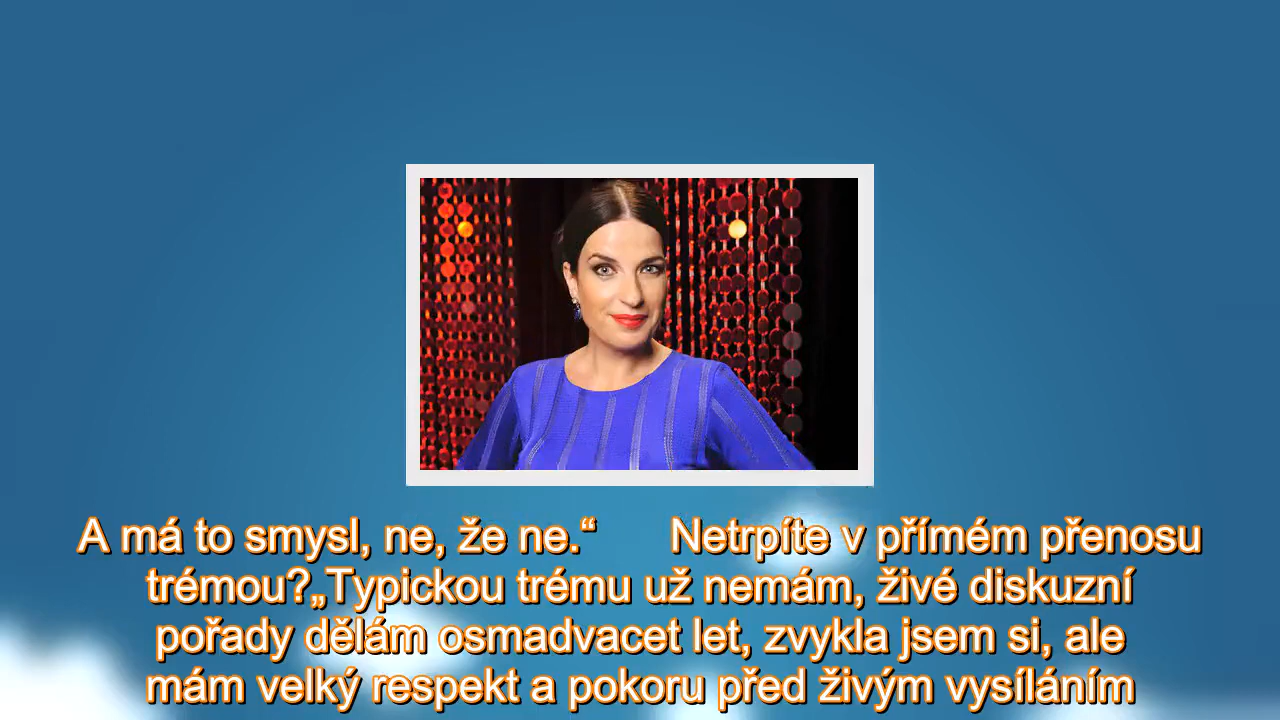 A má to smysl, ne, že ne.“ Netrpíte v přímém přenosu
trémou?„Typickou trému už nemám, živé diskuzní
pořady dělám osmadvacet let, zvykla jsem si, ale
mám velký respekt a pokoru před živým vysíláním